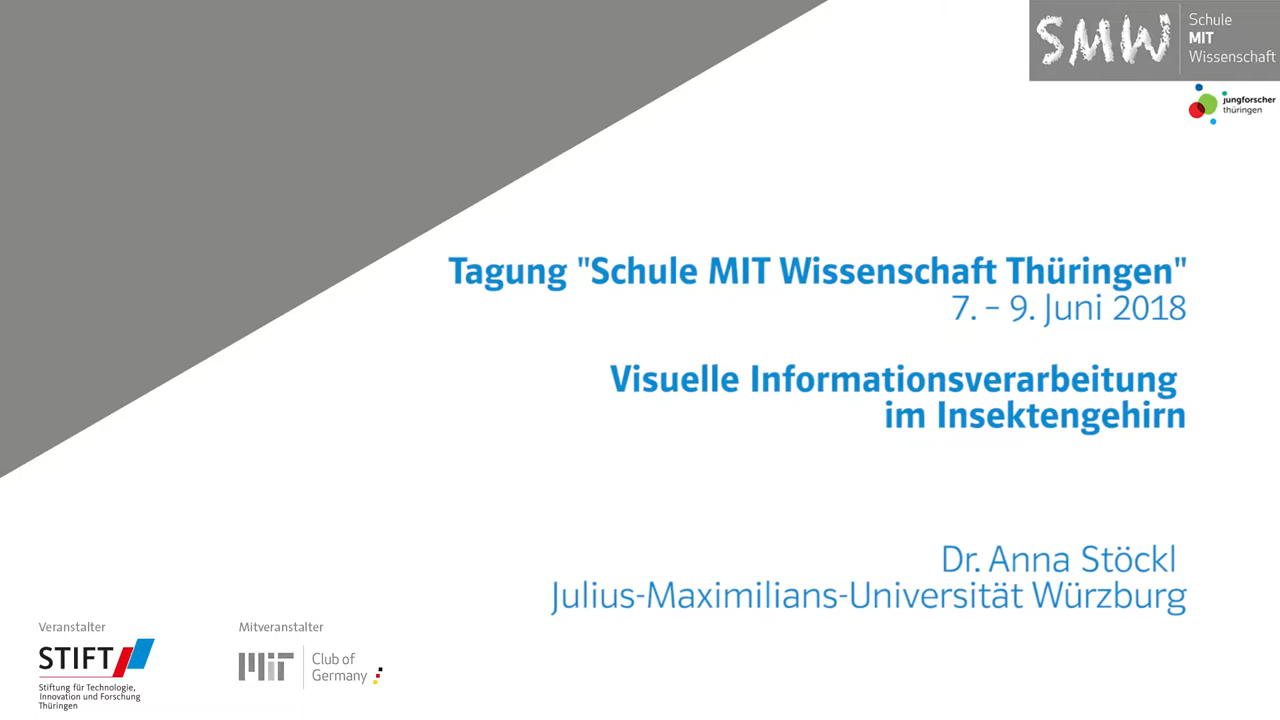 SMW
Schule
MIT
Wissenschaft
jungforscher
thüringen
Tagung "Schule MIT Wissenschaft Thüringen"
7. – 9. Juni 2018
Visuelle Informationsverarbeitung
im Insektengehirn
Dr. Anna Stöckl
Julius-Maximilians-Universität Würzburg
Veranstalter
STIFT
Stiftung für Technologie,
Innovation und Forschung
Thüringen
Mitveranstalter
MIT
Club of
Germany